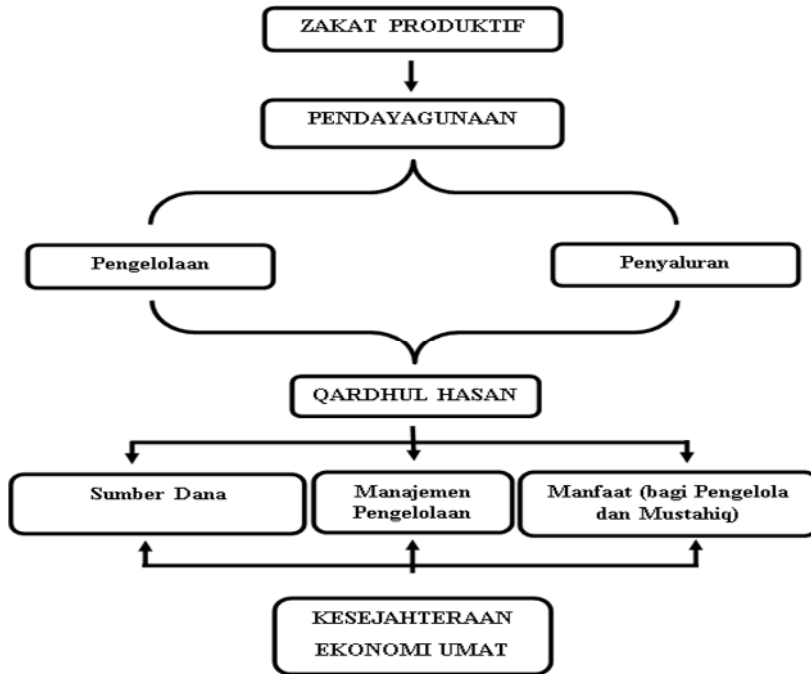 ZAKAT PRODUKTIF
PENDAYAGUNAAN
Pengelolaan
Penyaluran
QARDHUL HASAN
Sumber Dana
Manajemen
Pengelolaan
Manfaat (bagi Pengelola
dan Mustahiq)
KESEJAHTERAAN
EKONOMI UMAT